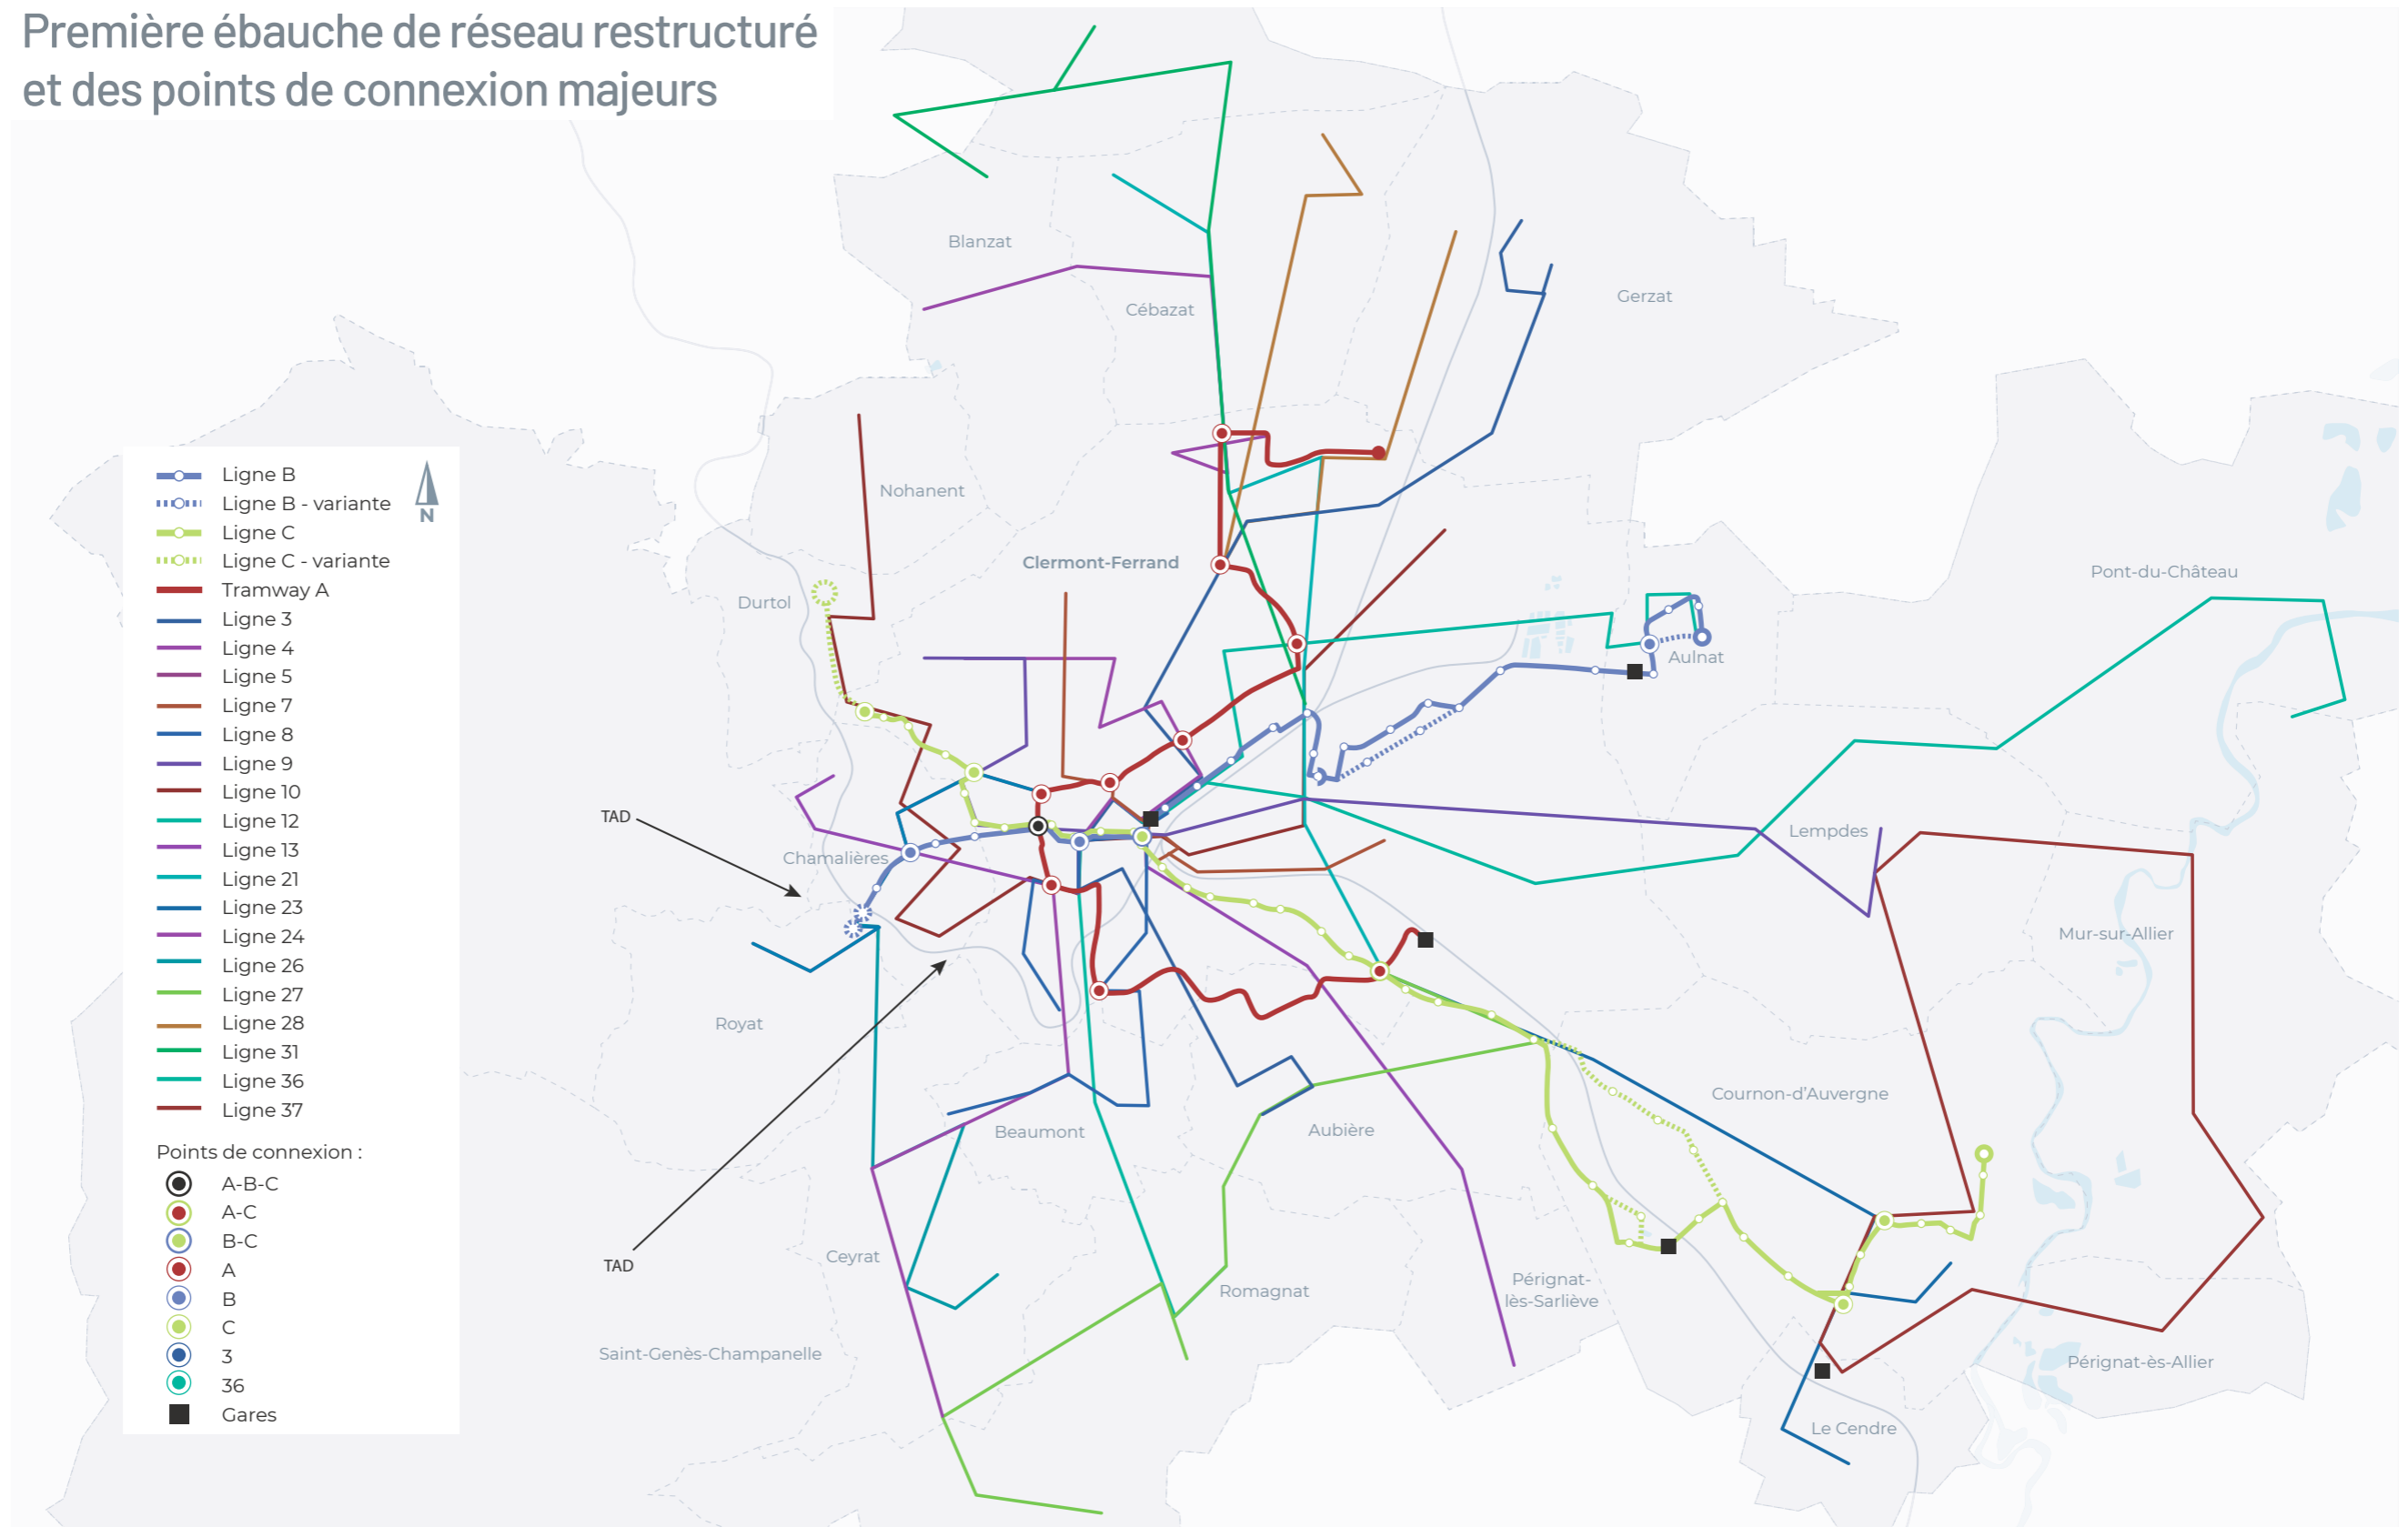 Première ébauche de réseau restructuré
et des points de connexion majeurs
Blanzat
Cébazat
Gerzat
Nohanent
Clermont-Ferrand
Durtol
Pont-du-Château
Aulnat
TAD
Chamalières
Lempdes
Mur-sur-Allier
Royat
Cournon-d’Auvergne
Beaumont
Aubière
Ceyrat
TAD
Romagnat
Pérignat-
lès-Sarliève
Saint-Genès-Champanelle
Pérignat-ès-Allier
Le Cendre
Ligne B
Ligne B - variante
N
Ligne C
Ligne C - variante
Tramway A
Ligne 3
Ligne 4
Ligne 5
Ligne 7
Ligne 8
Ligne 9
Ligne 10
Ligne 12
Ligne 13
Ligne 21
Ligne 23
Ligne 24
Ligne 26
Ligne 27
Ligne 28
Ligne 31
Ligne 36
Ligne 37
Points de connexion :
A-B-C
A-C
B-C
A
B
C
3
36
Gares